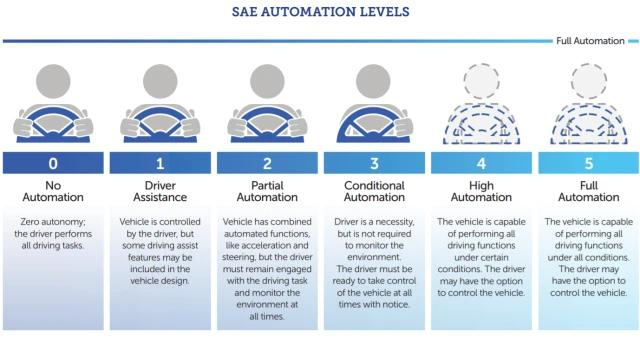 SAE AUTOMATION LEVELS
Full Automation
0
No
Automation
Zero autonomy;
the driver performs
all driving tasks.
1
Driver
Assistance
Vehicle is controlled
by the driver, but
some driving assist
features may be
included in the
vehicle design.
2
Partial
Automation
Vehicle has combined
automated functions,
like acceleration and
steering, but the driver
must remain engaged
with the driving task
and monitor the
environment at
all times.
3
Conditional
Automation
Driver is a necessity,
but is not required
to monitor the
environment.
The driver must be
ready to take control
of the vehicle at all
times with notice.
4
High
Automation
The vehicle is capable
of performing all
driving functions
under certain
conditions. The driver
may have the option
to control the vehicle.
5
Full
Automation
The vehicle is capable
of performing all
driving functions
under all conditions.
The driver may
have the option to
control the vehicle.